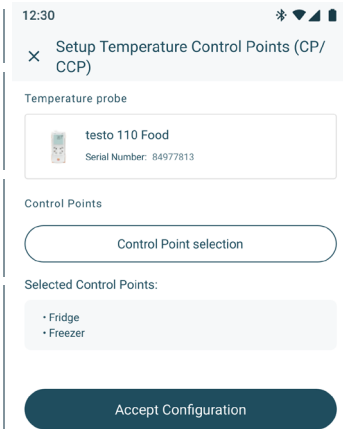 12:30
Setup Temperature Control Points (CP/
CCP)
Temperature probe
testo 110 Food
Serial Number: 84977813
Control Points
Control Point selection
Selected Control Points:
• Fridge
• Freezer
Accept Configuration